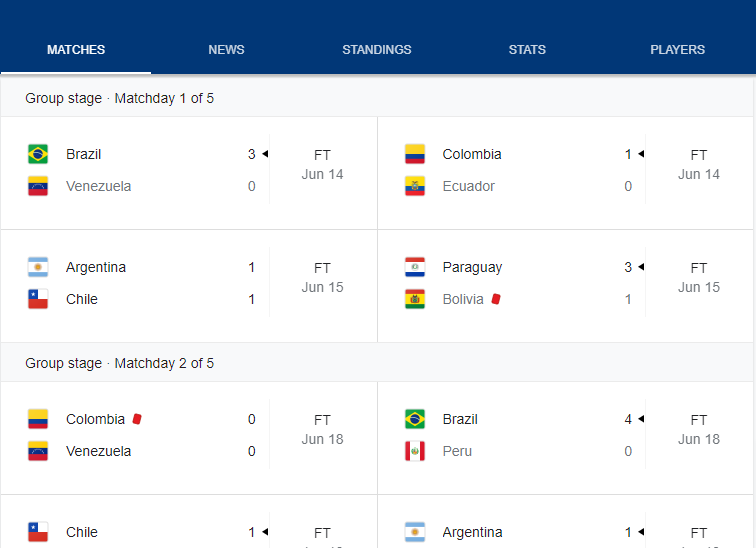 MATCHES NEWS STANDINGS STATS PLAYERS
Group stage · Matchday 1 of 5
Brazil 3 FT Colombia 1 FT
Venezuela 0 Jun 14 Ecuador 0 Jun 14
Argentina 1 FT Paraguay 3 FT
Chile 1 Jun 15 Bolivia 1 Jun 15
Group stage · Matchday 2 of 5
Colombia 0 FT Brazil 4 FT
Venezuela 0 Jun 18 Peru 0 Jun 18
Chile 1 FT Argentina 1 FT